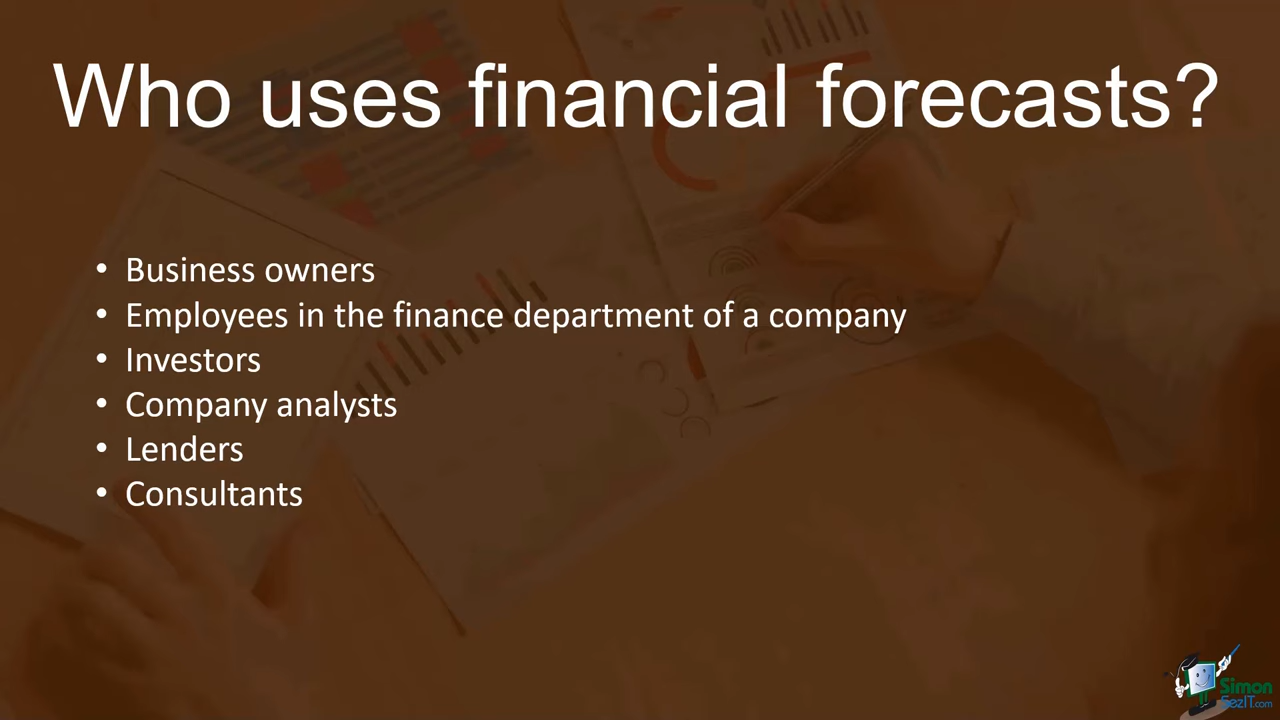 Who uses financial forecasts?
• Business owners
• Employees in the finance department of a company
• Investors
• Company analysts
• Lenders
• Consultants
Simon
SezIT.com